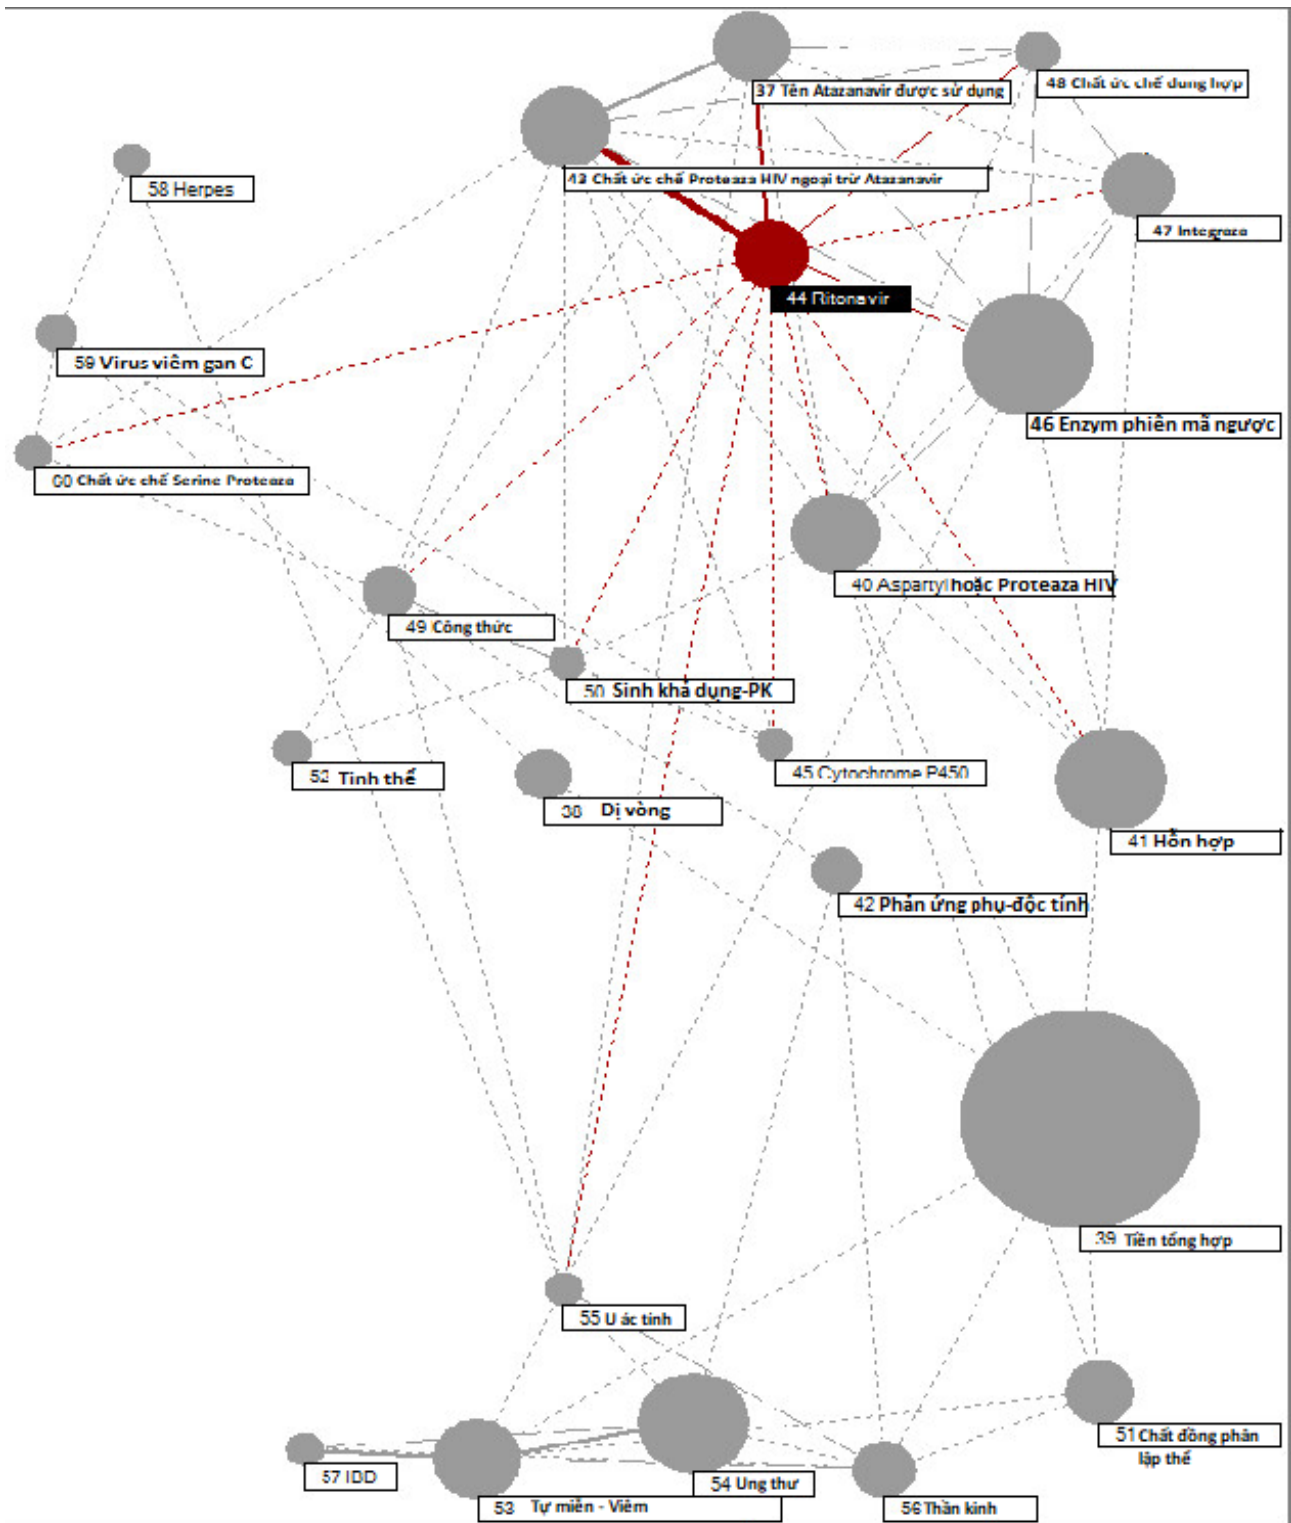 37 Tên Atazanavir được sử dụng
48 Chất ức chế dung hợp
43 Chất ức chế Proteaza HIV ngoại trừ Atazanavir
58 Herpes
47 Integraza
44 Ritonavir
59 Virus viêm gan C
46 Enzym phiên mã ngược
60 Chất ức chế Serine Proteaza
40 Aspartyl hoặc Proteaza HIV
49 Công thức
50 Sinh khả dụng-PK
52 Tinh thể
45 Cytochrome P450
38 Dị vòng
41 Hỗn hợp
42 Phản ứng phụ-độc tính
39 Tiền tổng hợp
55 U ác tính
51 Chất đồng phân
lập thể
57 IBD
54 Ung thư
53 Tự miễn - Viêm
56 Thần kinh